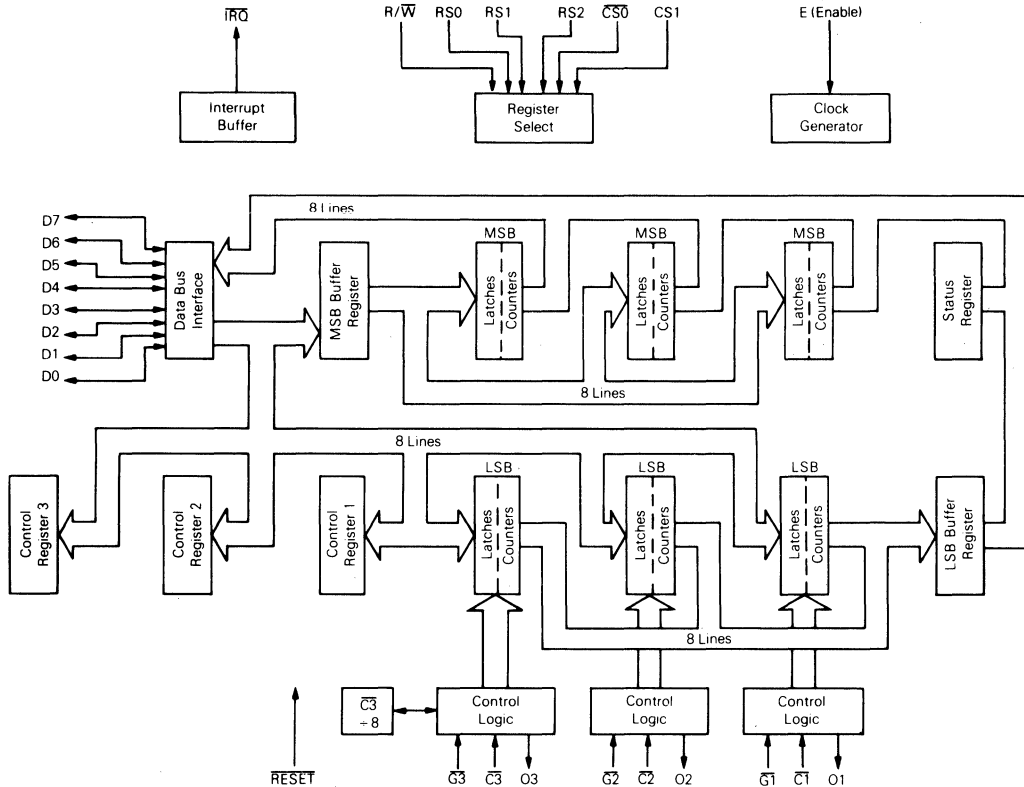 IRQ
R/W RS0 RS1 RS2 CS0 CS1
E (Enable)
Interrupt
Buffer
Register
Select
Clock
Generator
8 Lines
D7
D6
D5
D4
D3
D2
D1
D0
Data Bus
Interface
MSB Buffer
Register
MSB
Latches
Counters
MSB
Latches
Counters
MSB
Latches
Counters
Status
Register
8 Lines
8 Lines
Control
Register 3
Control
Register 2
Control
Register 1
LSB
Latches
Counters
LSB
Latches
Counters
LSB
Latches
Counters
LSB Buffer
Register
8 Lines
C3
÷8
Control
Logic
Control
Logic
Control
Logic
RESET
G3 C3 O3
G2 C2 O2
G1 C1 O1